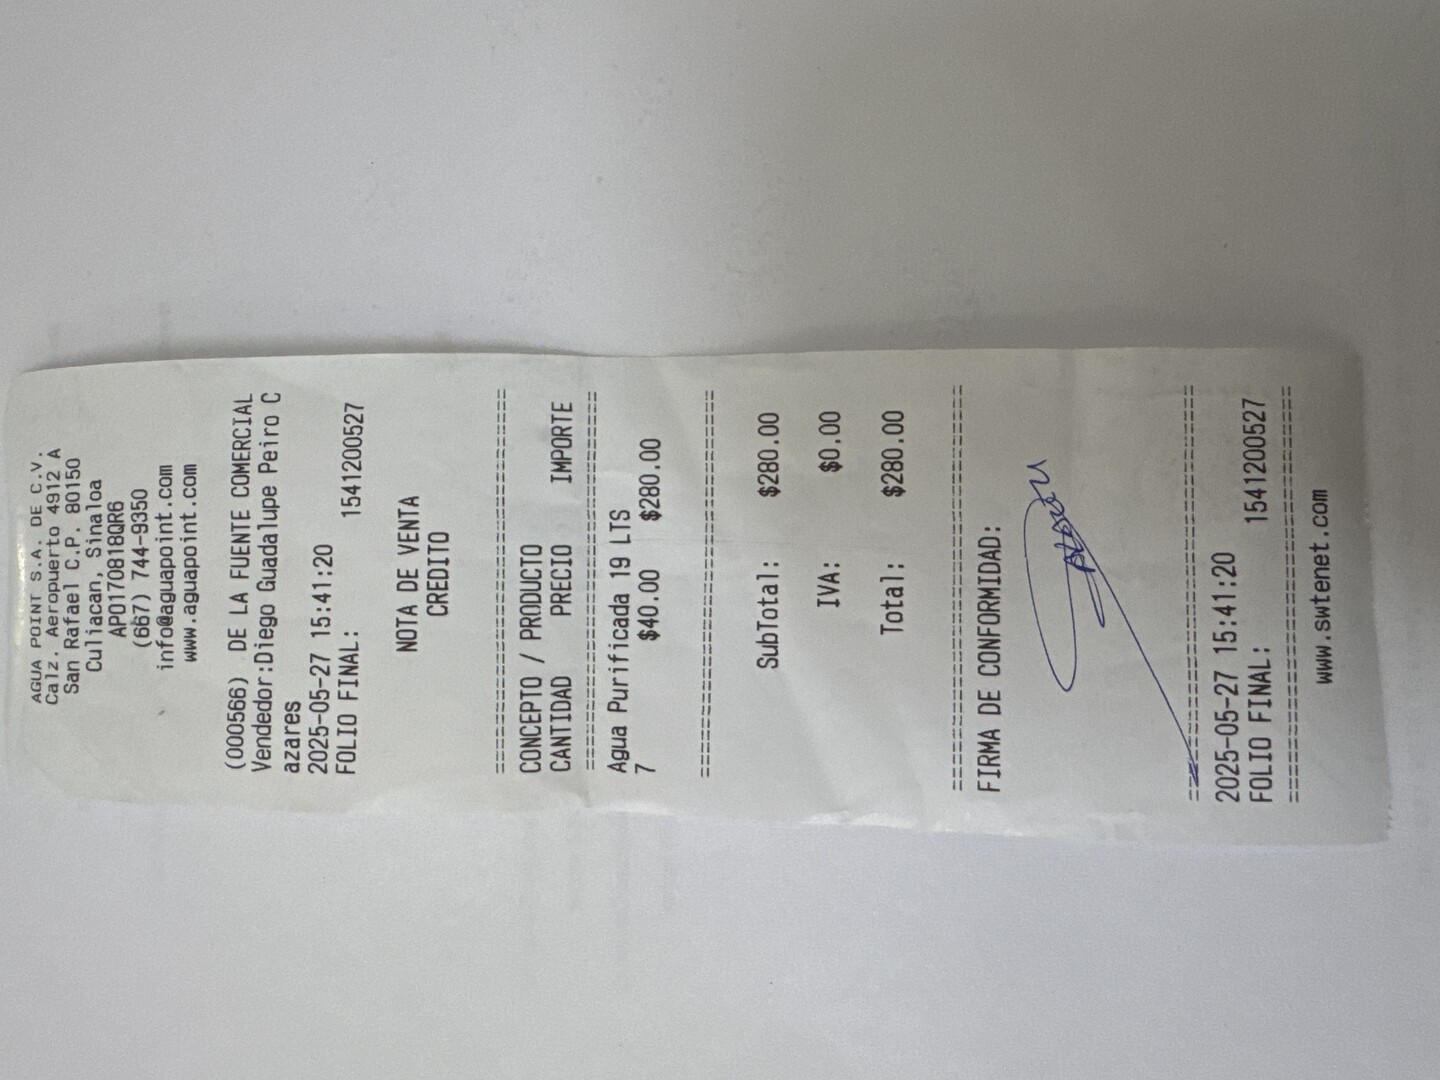 AGUA POINT S.A. DE C.V.
Calz. Aeropuerto 4912 A
San Rafael C.P. 80150
Culiacan, Sinaloa
APO170818QR6
(667) 744-9350
info@aguapoint.com
www.aguapoint.com
(000566) DE LA FUENTE COMERCIAL
Vendedor:Diego Guadalupe Peiro C
azares
2025-05-27 15:41:20
FOLIO FINAL: 1541200527
NOTA DE VENTA
CREDITO
CONCEPTO / PRODUCTO
CANTIDAD PRECIO IMPORTE
Agua Purificada 19 LTS
7 $40.00 $280.00
SubTotal: $280.00
IVA: $0.00
Total: $280.00
FIRMA DE CONFORMIDAD:
2025-05-27 15:41:20
FOLIO FINAL: 1541200527
www.swtenet.com